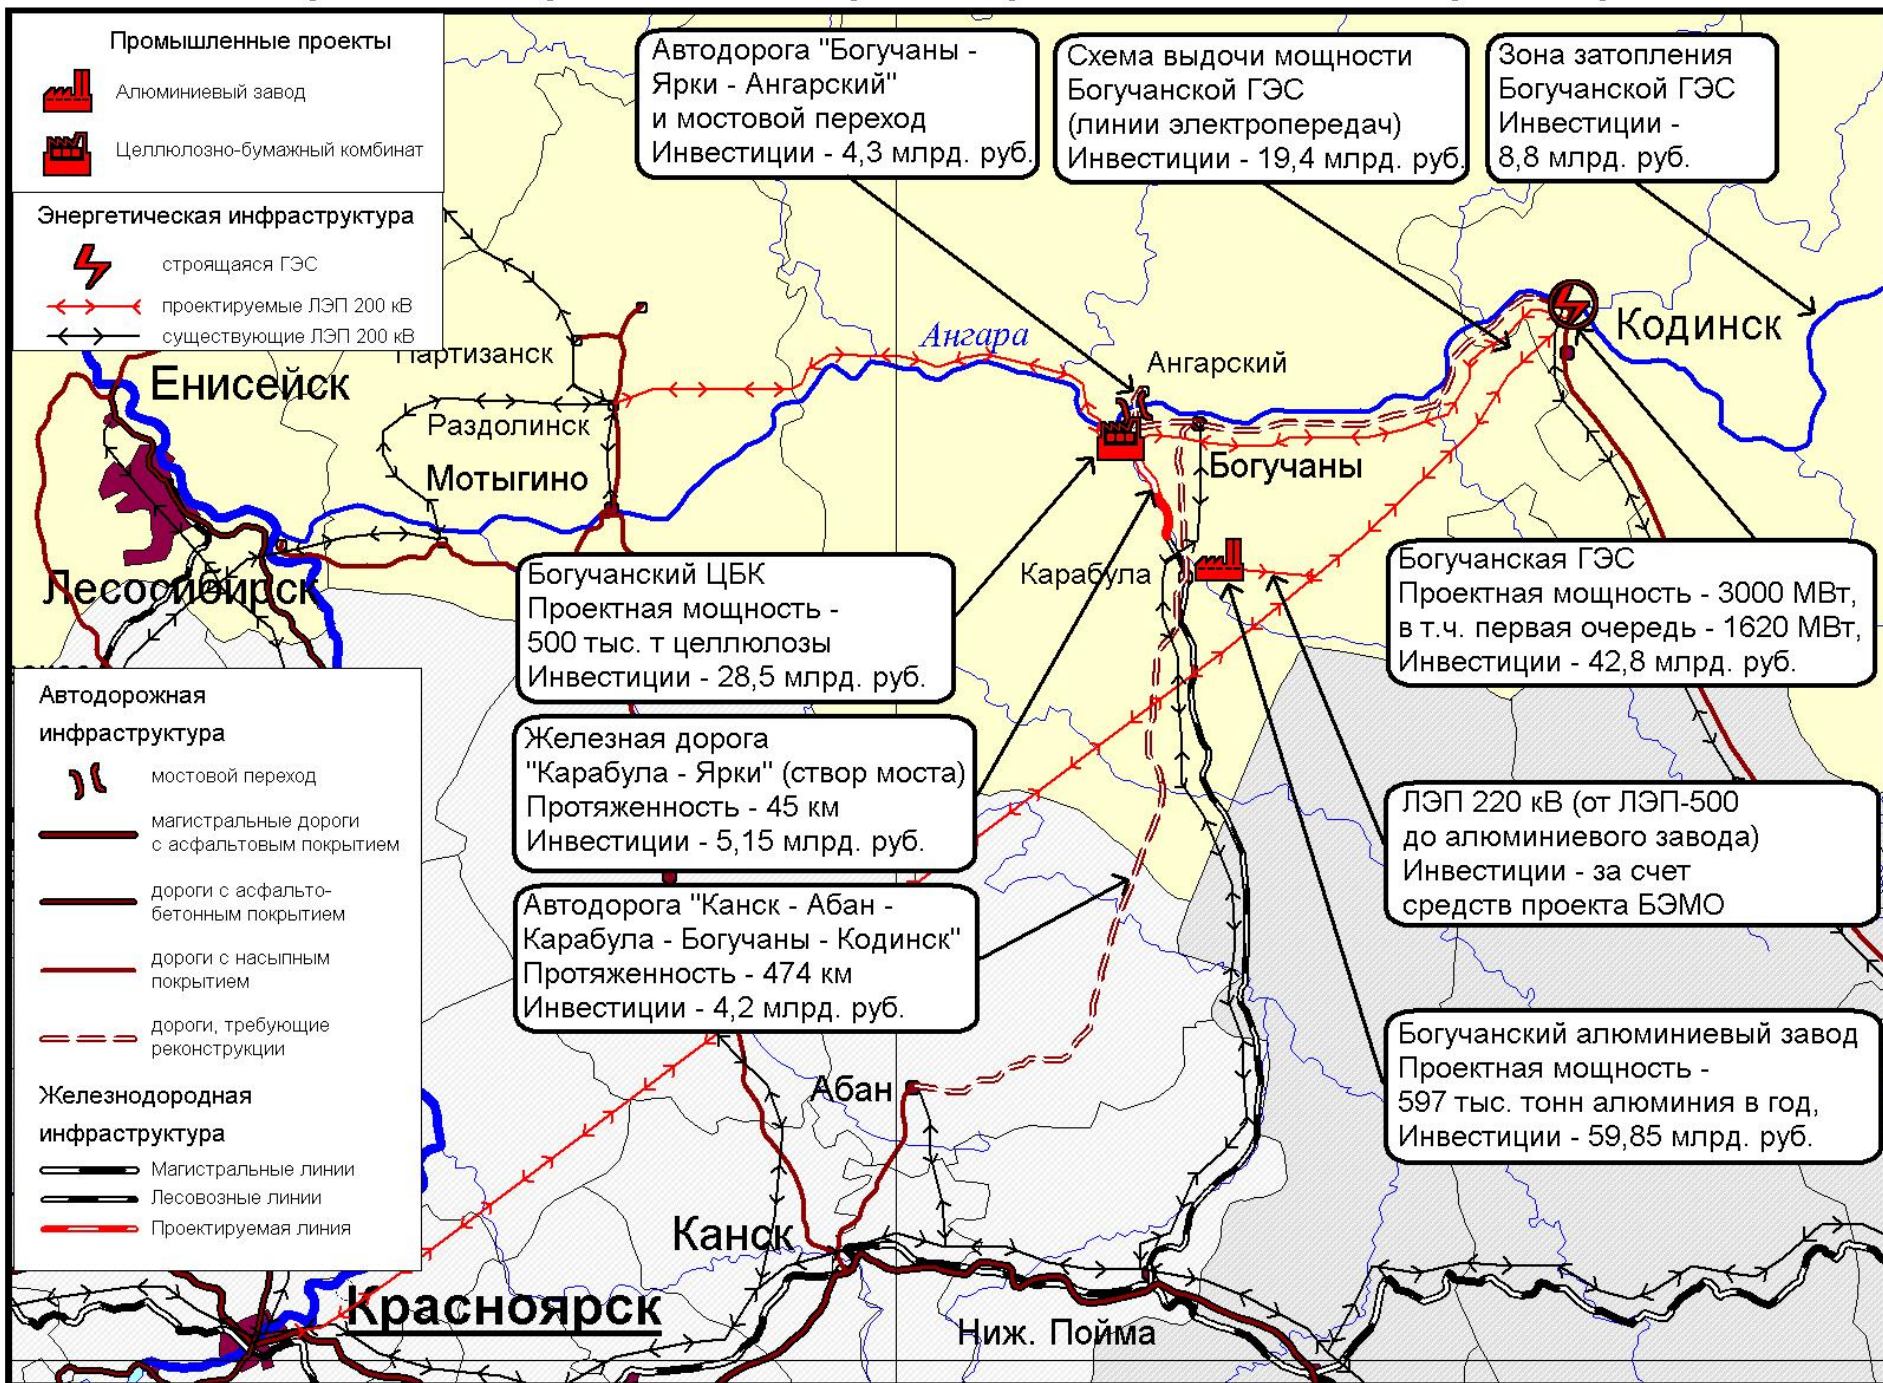 Промышленные проекты
Алюминиевый завод
Целлюлозно-бумажный комбинат
Энергетическая инфраструктура
строящаяся ГЭС
проектируемые ЛЭП 200 кВ
существующие ЛЭП 200 кВ
Автодорога "Богучаны -
Ярки - Ангарский"
и мостовой переход
Инвестиции - 4,3 млрд. руб.
Схема выдочи мощности
Богучанской ГЭС
(линии электропередач)
Инвестиции - 19,4 млрд. руб.
Зона затопления
Богучанской ГЭС
Инвестиции -
8,8 млрд. руб.
Ангара
Кодинск
Партизанск
Ангарский
Енисейск
Раздолинск
Мотыгино
Богучаны
Лесосибирск
Карабула
Богучанский ЦБК
Проектная мощность -
500 тыс. т целлюлозы
Инвестиции - 28,5 млрд. руб.
Богучанская ГЭС
Проектная мощность - 3000 МВт,
в т.ч. первая очередь - 1620 МВт,
Инвестиции - 42,8 млрд. руб.
Железная дорога
"Карабула - Ярки" (створ моста)
Протяженность - 45 км
Инвестиции - 5,15 млрд. руб.
ЛЭП 220 кВ (от ЛЭП-500
до алюминиевого завода)
Инвестиции - за счет
средств проекта БЭМО
Автодорога "Канск - Абан -
Карабула - Богучаны - Кодинск"
Протяженность - 474 км
Инвестиции - 4,2 млрд. руб.
Богучанский алюминиевый завод
Проектная мощность -
597 тыс. тонн алюминия в год,
Инвестиции - 59,85 млрд. руб.
Автодорожная
инфраструктура
мостовой переход
магистральные дороги
с асфальтовым покрытием
дороги с асфальто-
бетонным покрытием
дороги с насыпным
покрытием
дороги, требующие
реконструкции
Железнодородная
инфраструктура
Магистральные линии
Лесовозные линии
Проектируемая линия
Абан
Канск
Красноярск
Ниж. Пойма